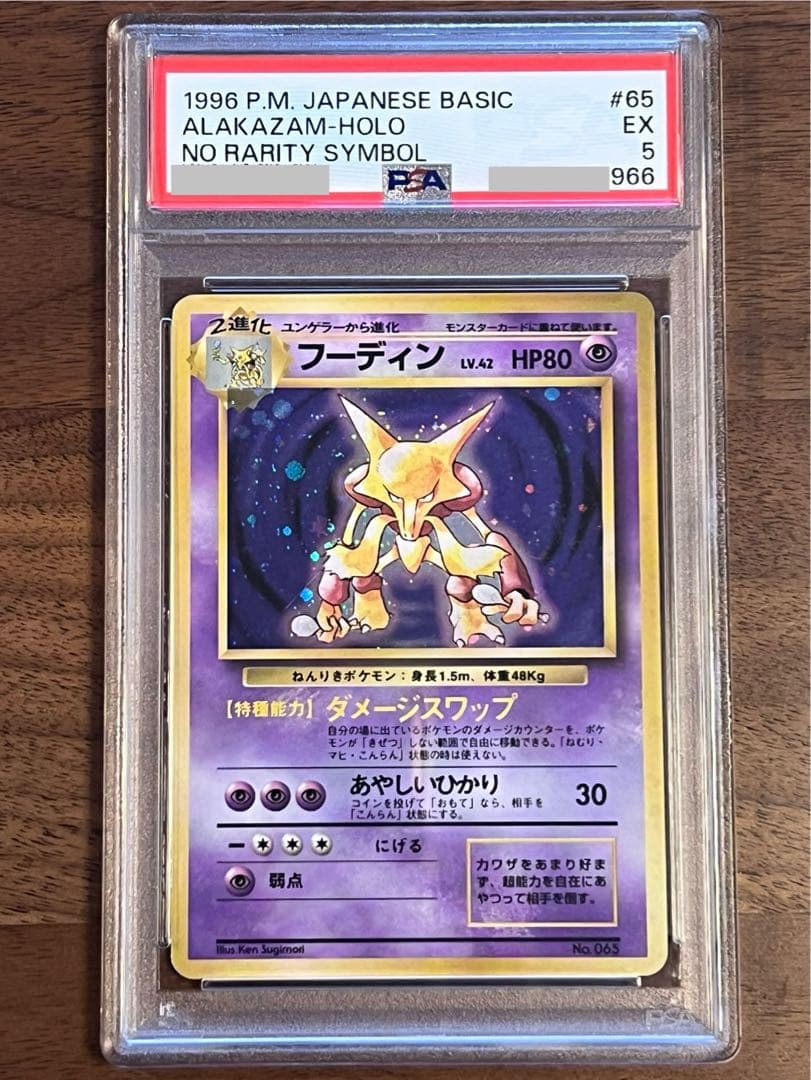 1996 P.M. JAPANESE BASIC #65
ALAKAZAM-HOLO EX
NO RARITY SYMBOL 5
PSA 966
2進化 ユンゲラーから進化 モンスターカードに重ねて使います。
フーディン LV.42 HP80
ねんりきポケモン：身長1.5m、体重48Kg
【特種能力】ダメージスワップ
自分の場に出ているポケモンのダメージカウンターを、ポケ
モンが「きぜつ」しない範囲で自由に移動できる。「ねむり・
マヒ・こんらん」状態の時は使えない。
あやしいひかり 30
コインを投げて「おもて」なら、相手を
「こんらん」状態にする。
にげる
弱点
力ワザをあまり好ま
ず、超能力を自在にあ
やつって相手を倒す。
Illus.Ken Sugimori No.065
PSA